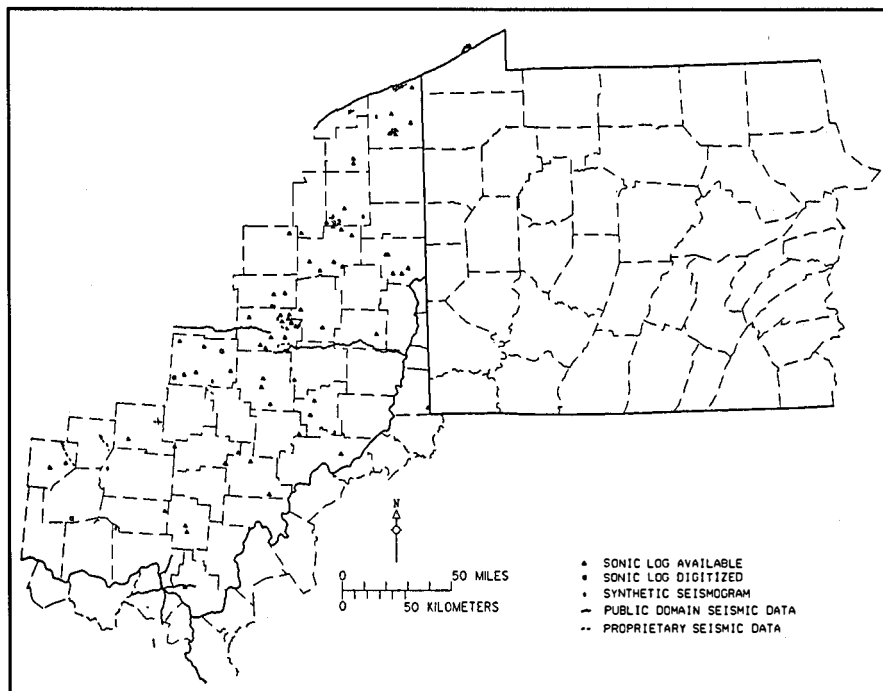 N
0 50 MILES
0 50 KILOMETERS
SONIC LOG AVAILABLE
SONIC LOG DIGITIZED
SYNTHETIC SEISMOGRAM
PUBLIC DOMAIN SEISMIC DATA
PROPRIETARY SEISMIC DATA